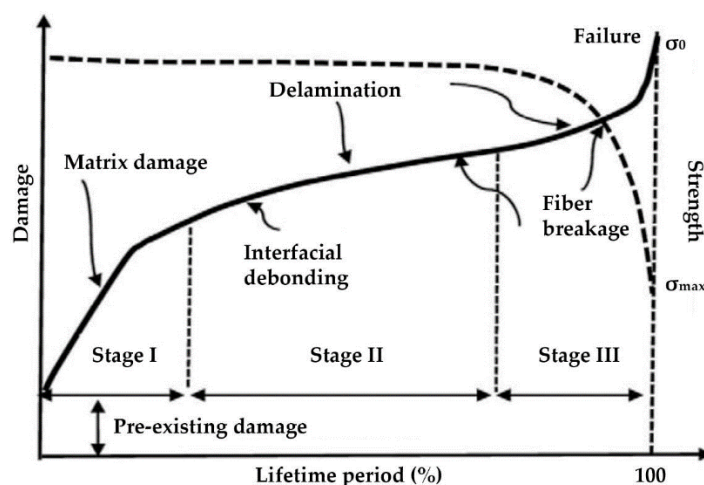 Failure
σ0
Delamination
Matrix damage
Damage
Strength
Fiber
breakage
Interfacial
debonding
σmax
Stage I
Stage II
Stage III
Pre-existing damage
Lifetime period (%)
100